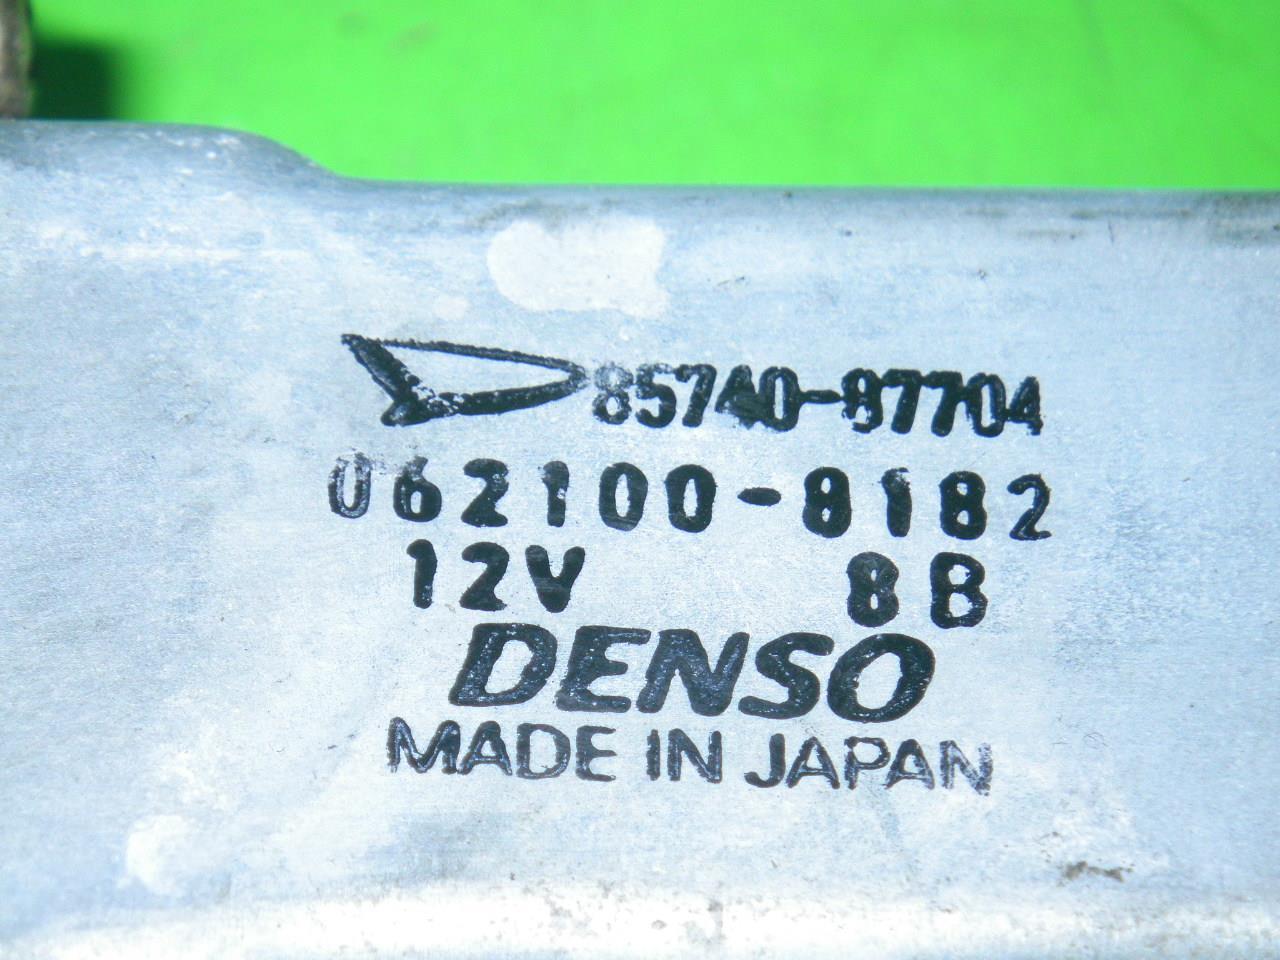 85740-87704
062100-8182
12V 8B
DENSO
MADE IN JAPAN